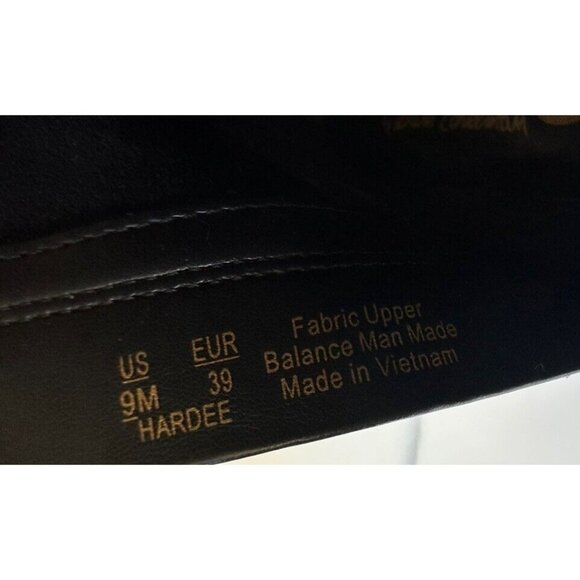 US EUR
9M 39
HARDEE
Fabric Upper
Balance Man Made
Made in Vietnam